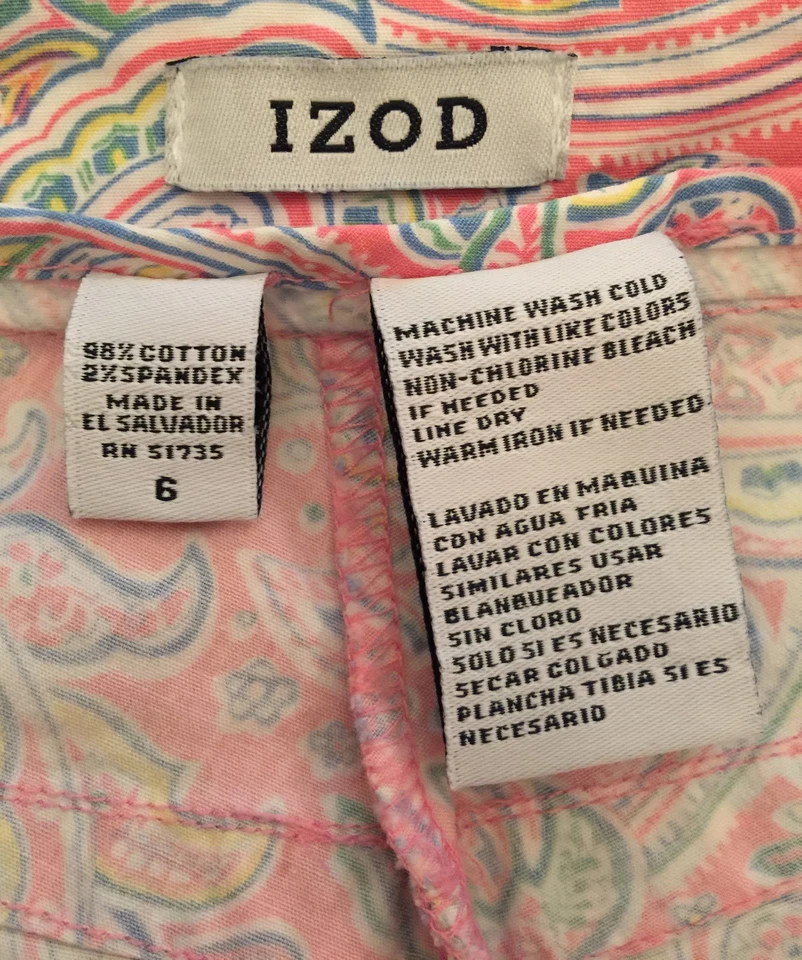 IZOD
98% COTTON
2% SPANDEX
MADE IN
EL SALVADOR
RN 51735
6
MACHINE WASH COLD
WASH WITH LIKE COLORS
NON-CHLORINE BLEACH
IF NEEDED
LINE DRY
WARM IRON IF NEEDED
LAVADO EN MAQUINA
CON AGUA FRIA
LAVAR CON COLORES
SIMILARES USAR
BLANQUEADOR
SIN CLORO
SOLO SI ES NECESARIO
SECAR COLGADO
PLANCHA TIBIA SI ES
NECESARIO